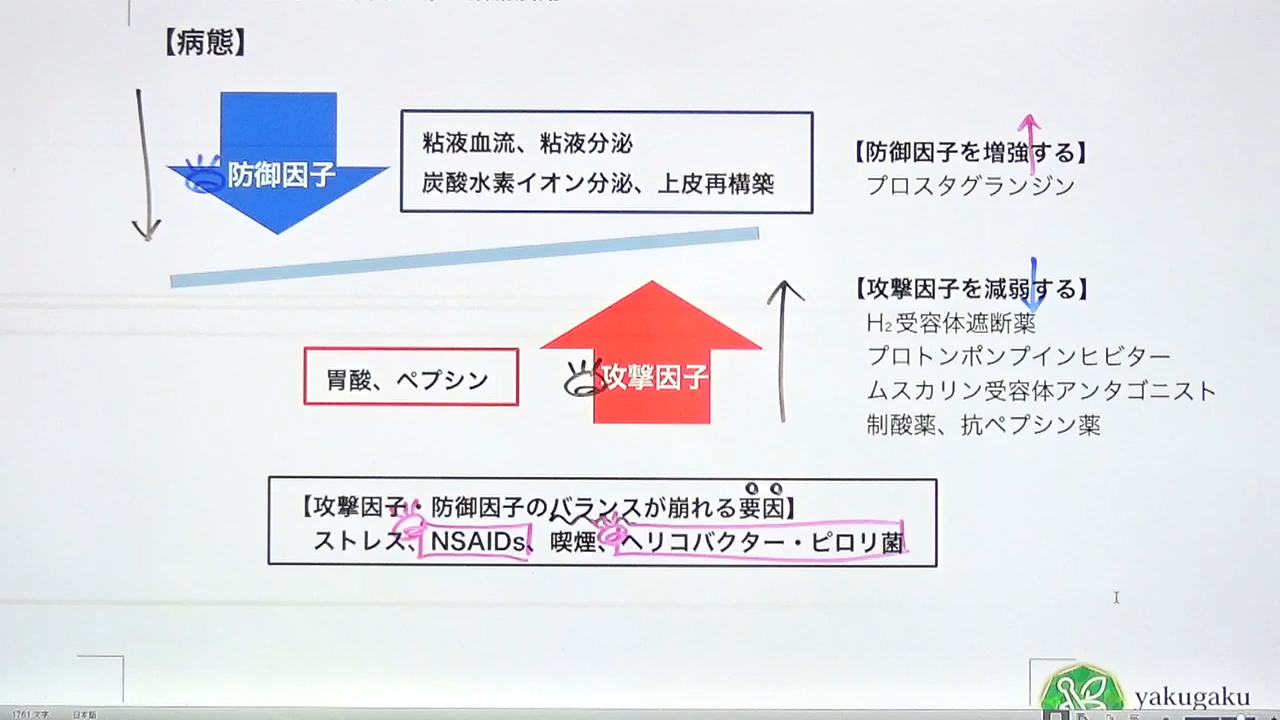 【病態】
防御因子
粘液血流、粘液分泌
炭酸水素イオン分泌、上皮再構築
【防御因子を増強する】
プロスタグランジン
【攻撃因子を減弱する】
H₂受容体遮断薬
プロトンポンプインヒビター
ムスカリン受容体アンタゴニスト
制酸薬、抗ペプシン薬
胃酸、ペプシン
攻撃因子
【攻撃因子・防御因子のバランスが崩れる要因】
ストレス、NSAIDs、喫煙、ヘリコバクター・ピロリ菌
yakugaku
1761 文字 日本語